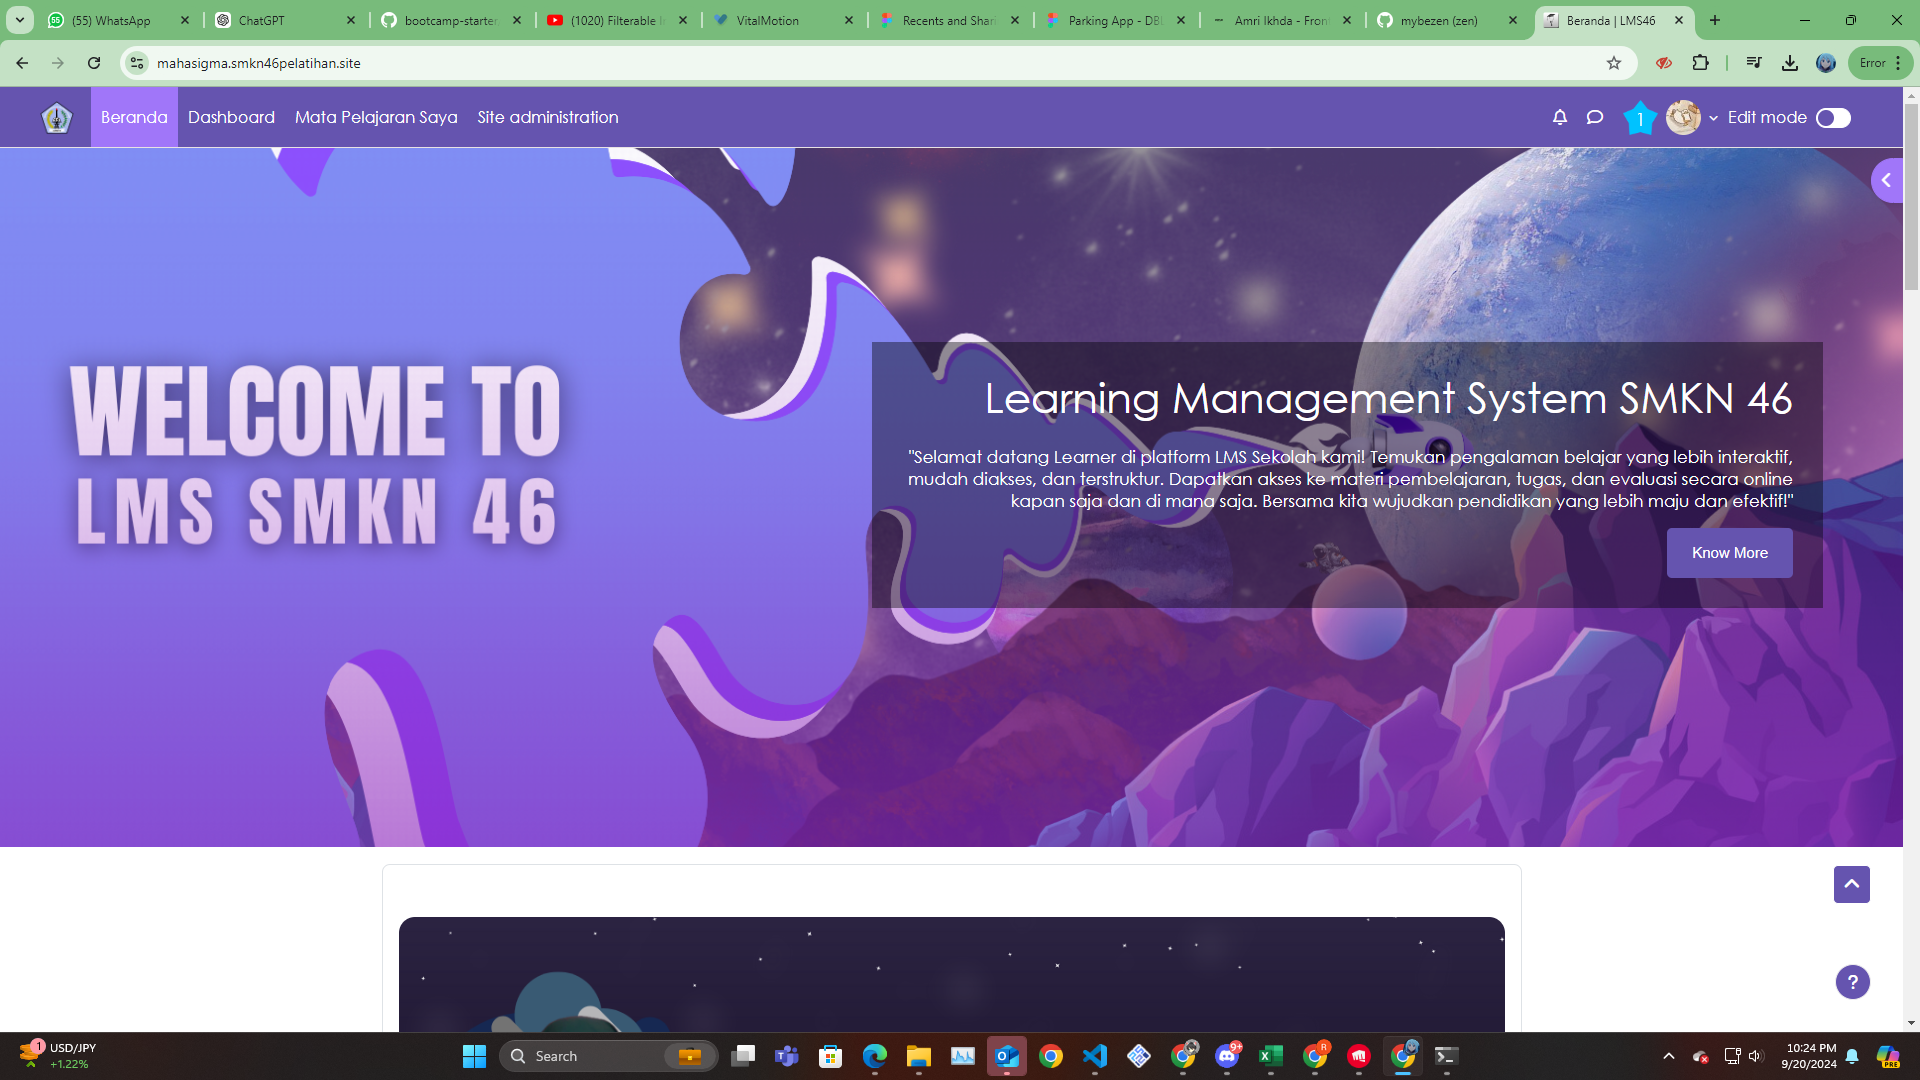 (55) WhatsApp
ChatGPT
bootcamp-starter
(1020) Filterable
VitalMotion
Recents and Shari
Parking App - DBL
Amri Ikhda - Front
mybezen (zen)
Beranda | LMS46
mahasigma.smkn46pelatihan.site
Error
Beranda
Dashboard
Mata Pelajaran Saya
Site administration
1
Edit mode
WELCOME TO
LMS SMKN 46
Learning Management System SMKN 46
"Selamat datang Learner di platform LMS Sekolah kami! Temukan pengalaman belajar yang lebih interaktif,
mudah diakses, dan terstruktur. Dapatkan akses ke materi pembelajaran, tugas, dan evaluasi secara online
kapan saja dan di mana saja. Bersama kita wujudkan pendidikan yang lebih maju dan efektif!"
Know More
?
1
USD/JPY
+1.22%
Search
9+
R
10:24 PM
9/20/2024
PRE